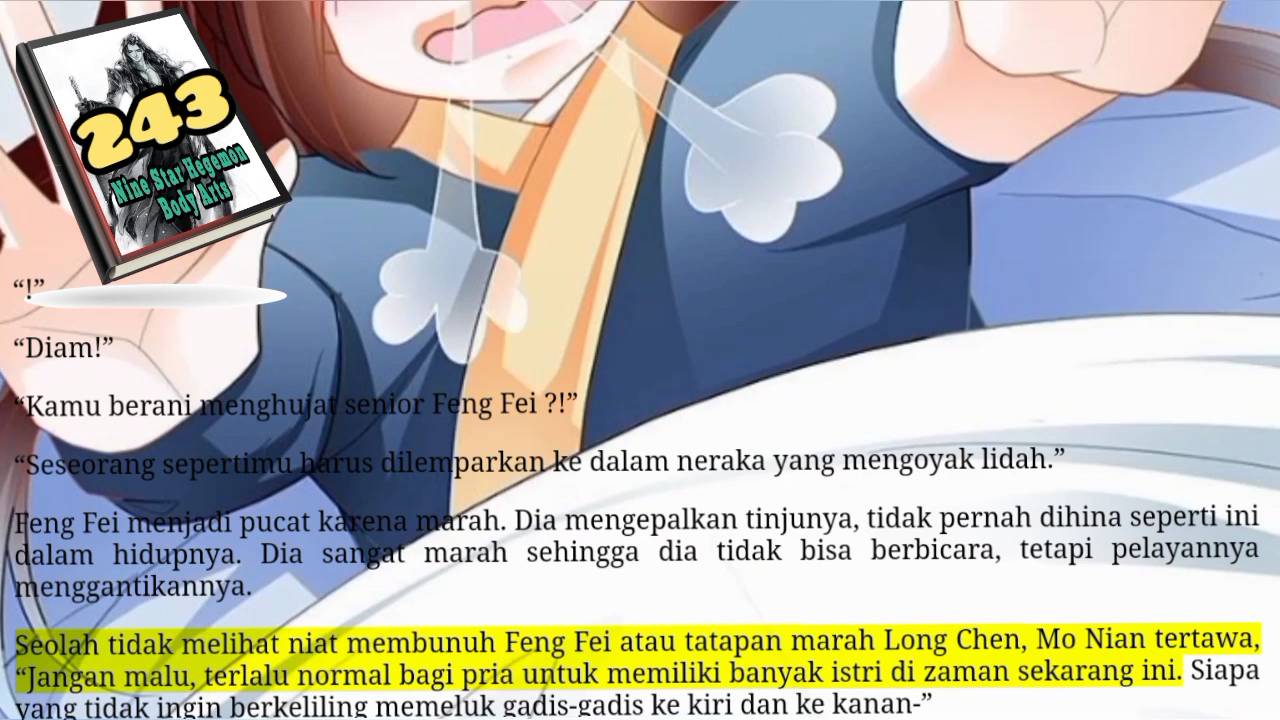 243
Nine Star Hegemon
Body Arts
“!”
“Diam!”
“Kamu berani menghujat senior Feng Fei ?!”
“Seseorang sepertimu harus dilemparkan ke dalam neraka yang mengoyak lidah.”
Feng Fei menjadi pucat karena marah. Dia mengepalkan tinjunya, tidak pernah dihina seperti ini
dalam hidupnya. Dia sangat marah sehingga dia tidak bisa berbicara, tetapi pelayannya
menggantikannya.
Seolah tidak melihat niat membunuh Feng Fei atau tatapan marah Long Chen, Mo Nian tertawa,
“Jangan malu, terlalu normal bagi pria untuk memiliki banyak istri di zaman sekarang ini. Siapa
yang tidak ingin berkeliling memeluk gadis-gadis ke kiri dan ke kanan-”